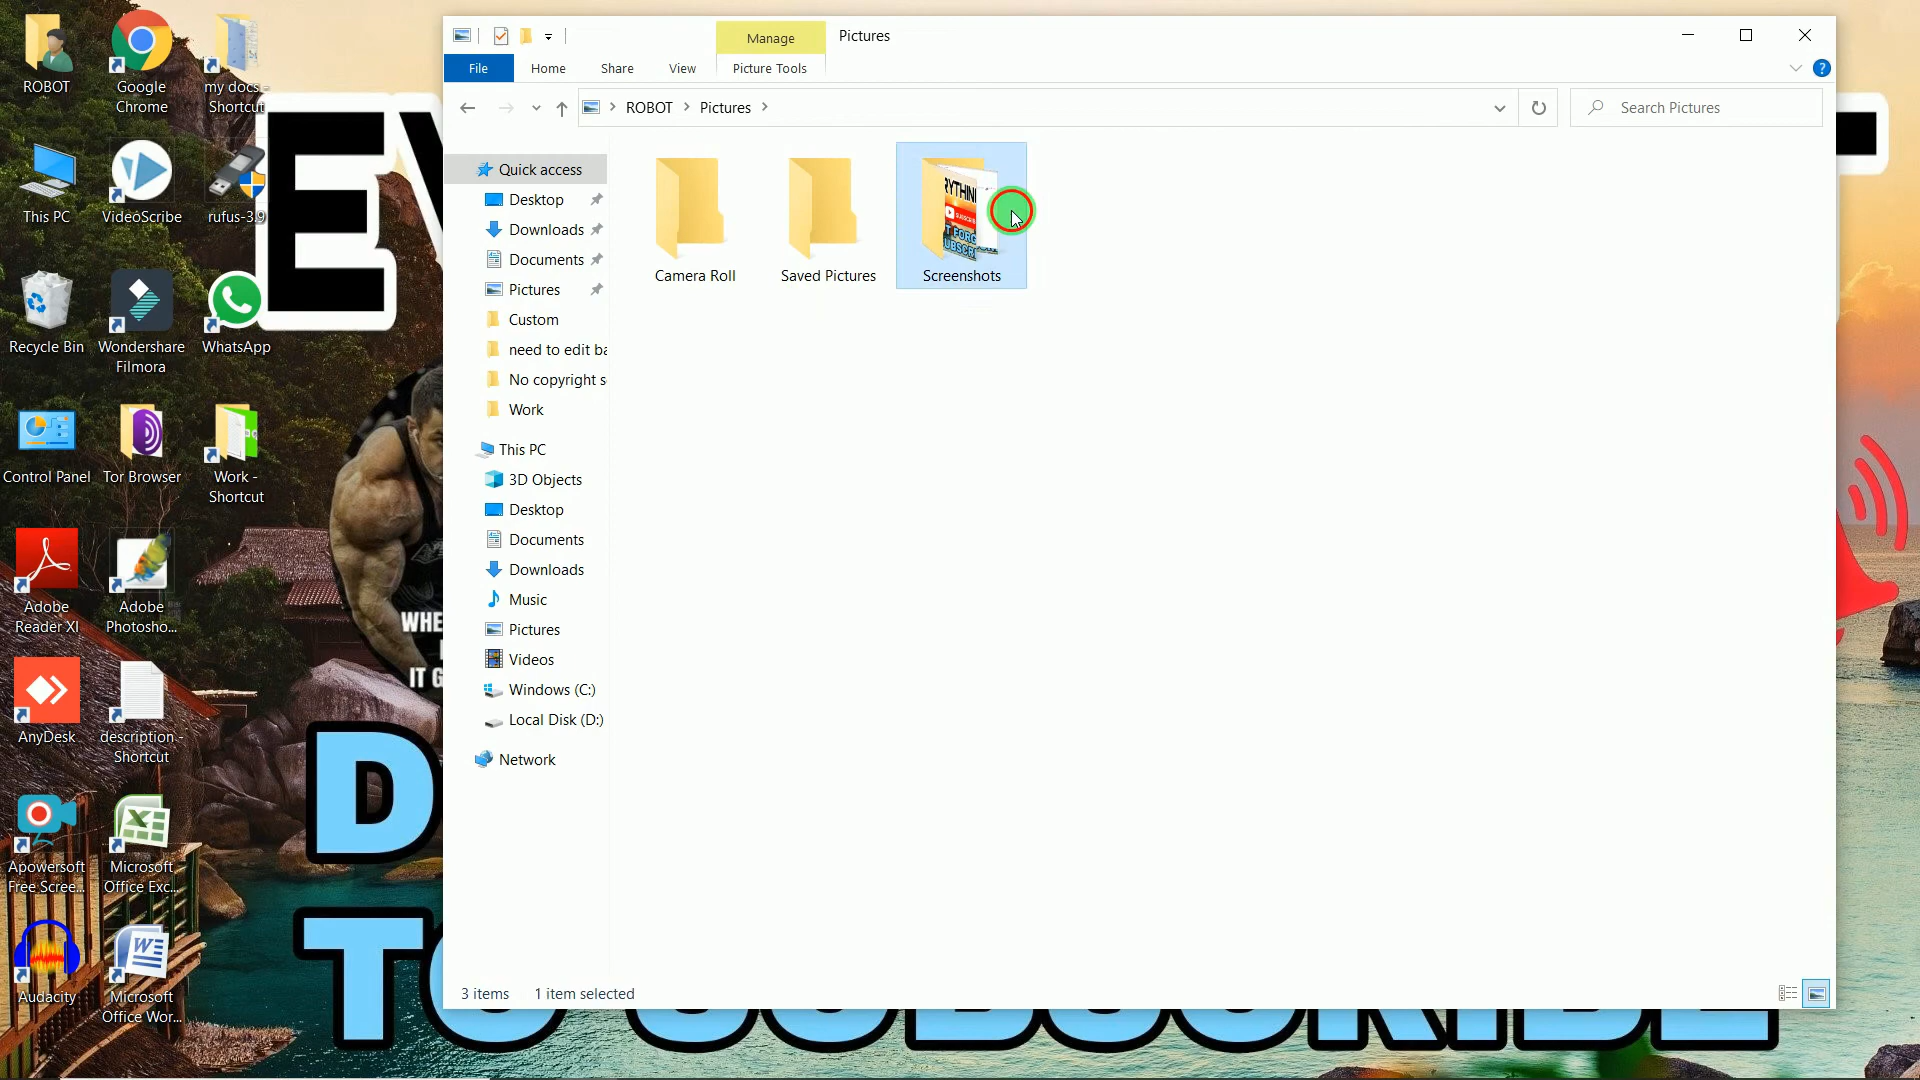 ROBOT
Google
Chrome
my docs -
Shortcut
This PC
VideoScribe
rufus-3.9
Recycle Bin
Wondershare
Filmora
WhatsApp
Control Panel
Tor Browser
Work -
Shortcut
Adobe
Reader XI
Adobe
Photosho...
AnyDesk
description -
Shortcut
Apowersoft
Free Scree...
Microsoft
Office Exc...
Audacity
Microsoft
Office Wor...
Manage
Pictures
File
Home
Share
View
Picture Tools
ROBOT
Pictures
Search Pictures
Quick access
Desktop
Downloads
Documents
Pictures
Custom
need to edit ba
No copyright s
Work
This PC
3D Objects
Desktop
Documents
Downloads
Music
Pictures
Videos
Windows (C:)
Local Disk (D:)
Network
Camera Roll
Saved Pictures
Screenshots
3 items
1 item selected
WHE
IT G
D
TO SUBSCRIBE